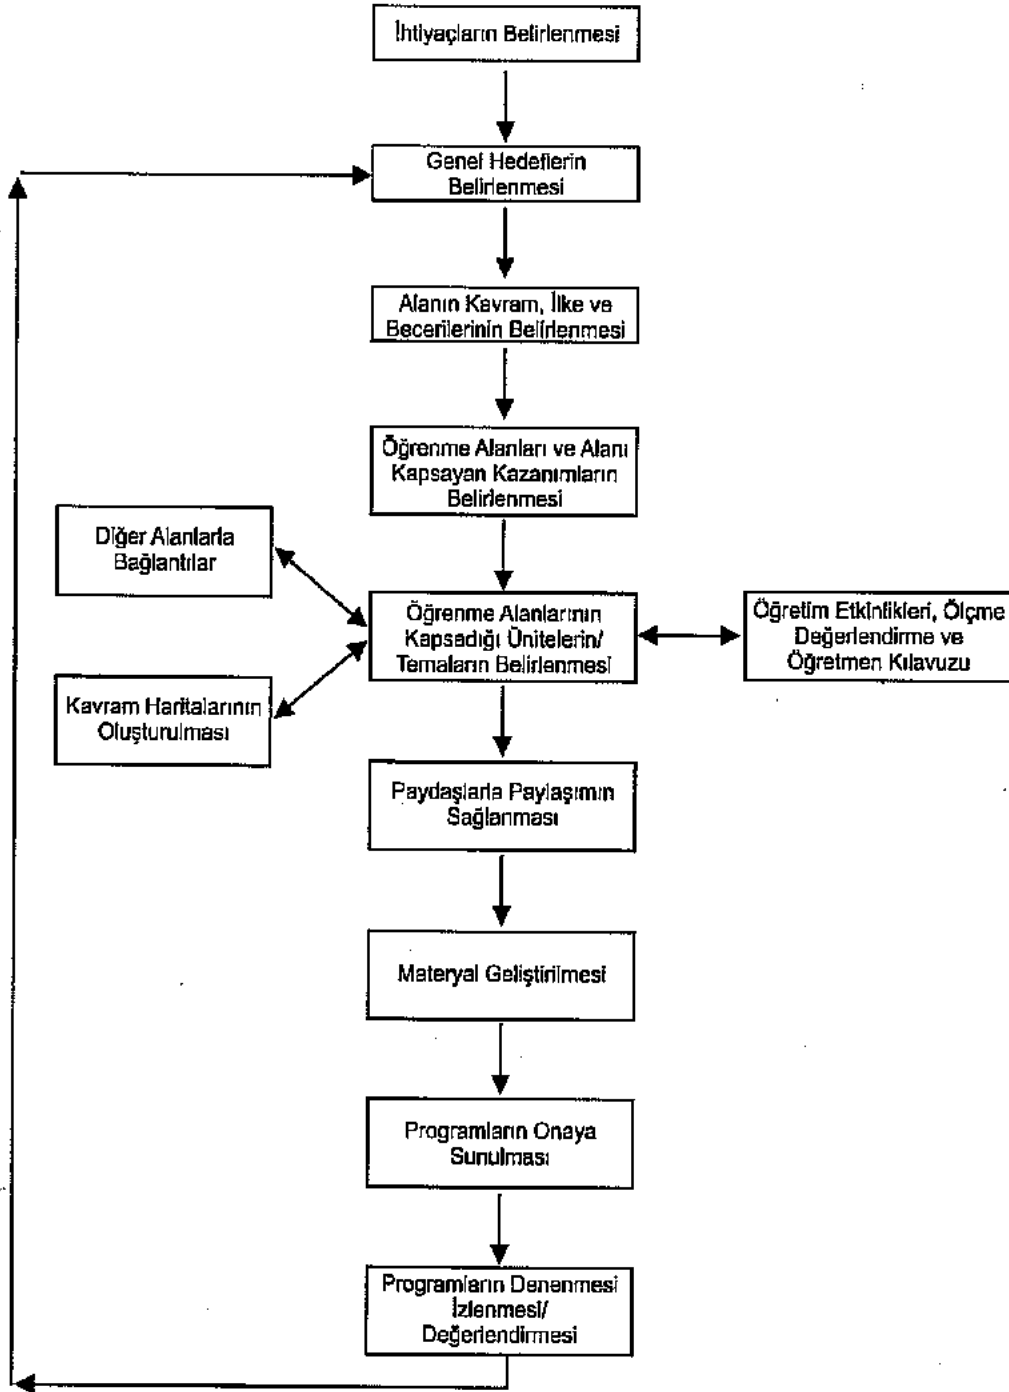 İhtiyaçların Belirlenmesi
Genel Hedeflerin
Belirlenmesi
Alanın Kavram, İlke ve
Becerilerinin Belirlenmesi
Öğrenme Alanları ve Alanı
Kapsayan Kazanımların
Belirlenmesi
Diğer Alanlarla
Bağlantılar
Öğrenme Alanlarının
Kapsadığı Ünitelerin/
Temaların Belirlenmesi
Öğretim Etkinlikleri, Ölçme
Değerlendirme ve
Öğretmen Kılavuzu
Kavram Haritalarının
Oluşturulması
Paydaşlarla Paylaşımın
Sağlanması
Materyal Geliştirilmesi
Programların Onaya
Sunulması
Programların Denenmesi
İzlenmesi/
Değerlendirmesi